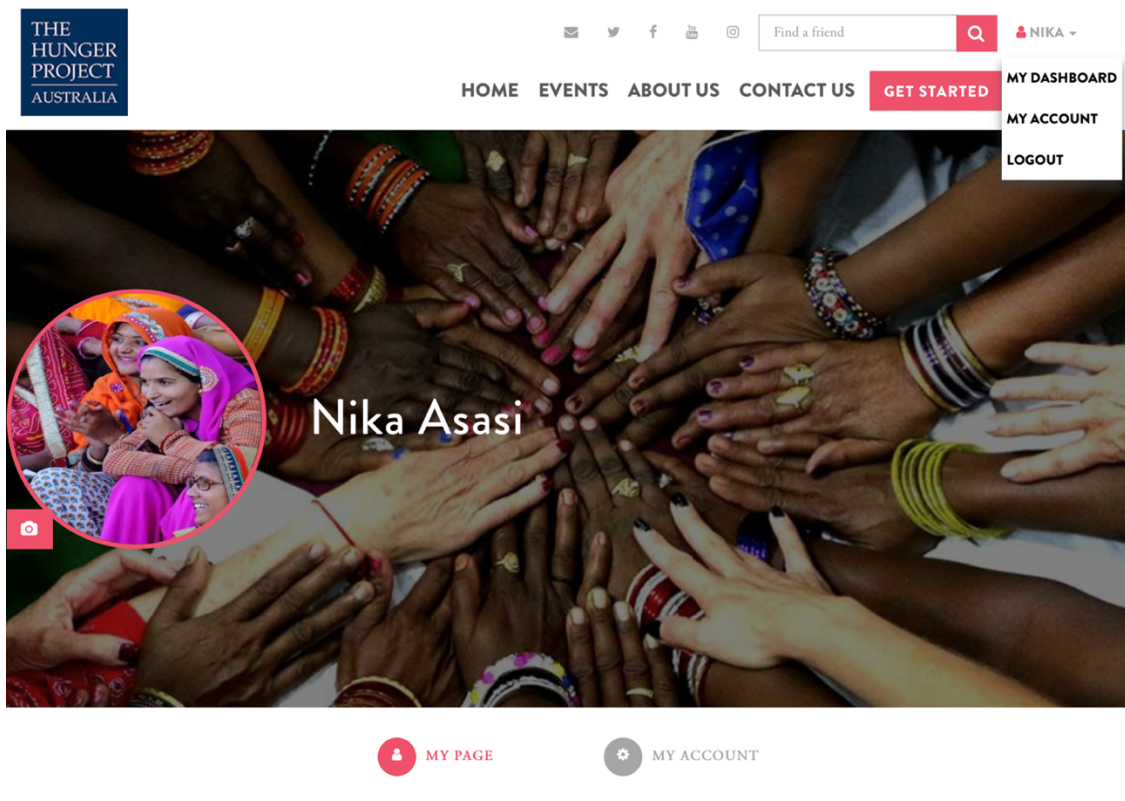 THE
HUNGER
PROJECT
AUSTRALIA
Find a friend
NIKA
HOME EVENTS ABOUT US CONTACT US GET STARTED
MY DASHBOARD
MY ACCOUNT
LOGOUT
Nika Asasi
MY PAGE MY ACCOUNT